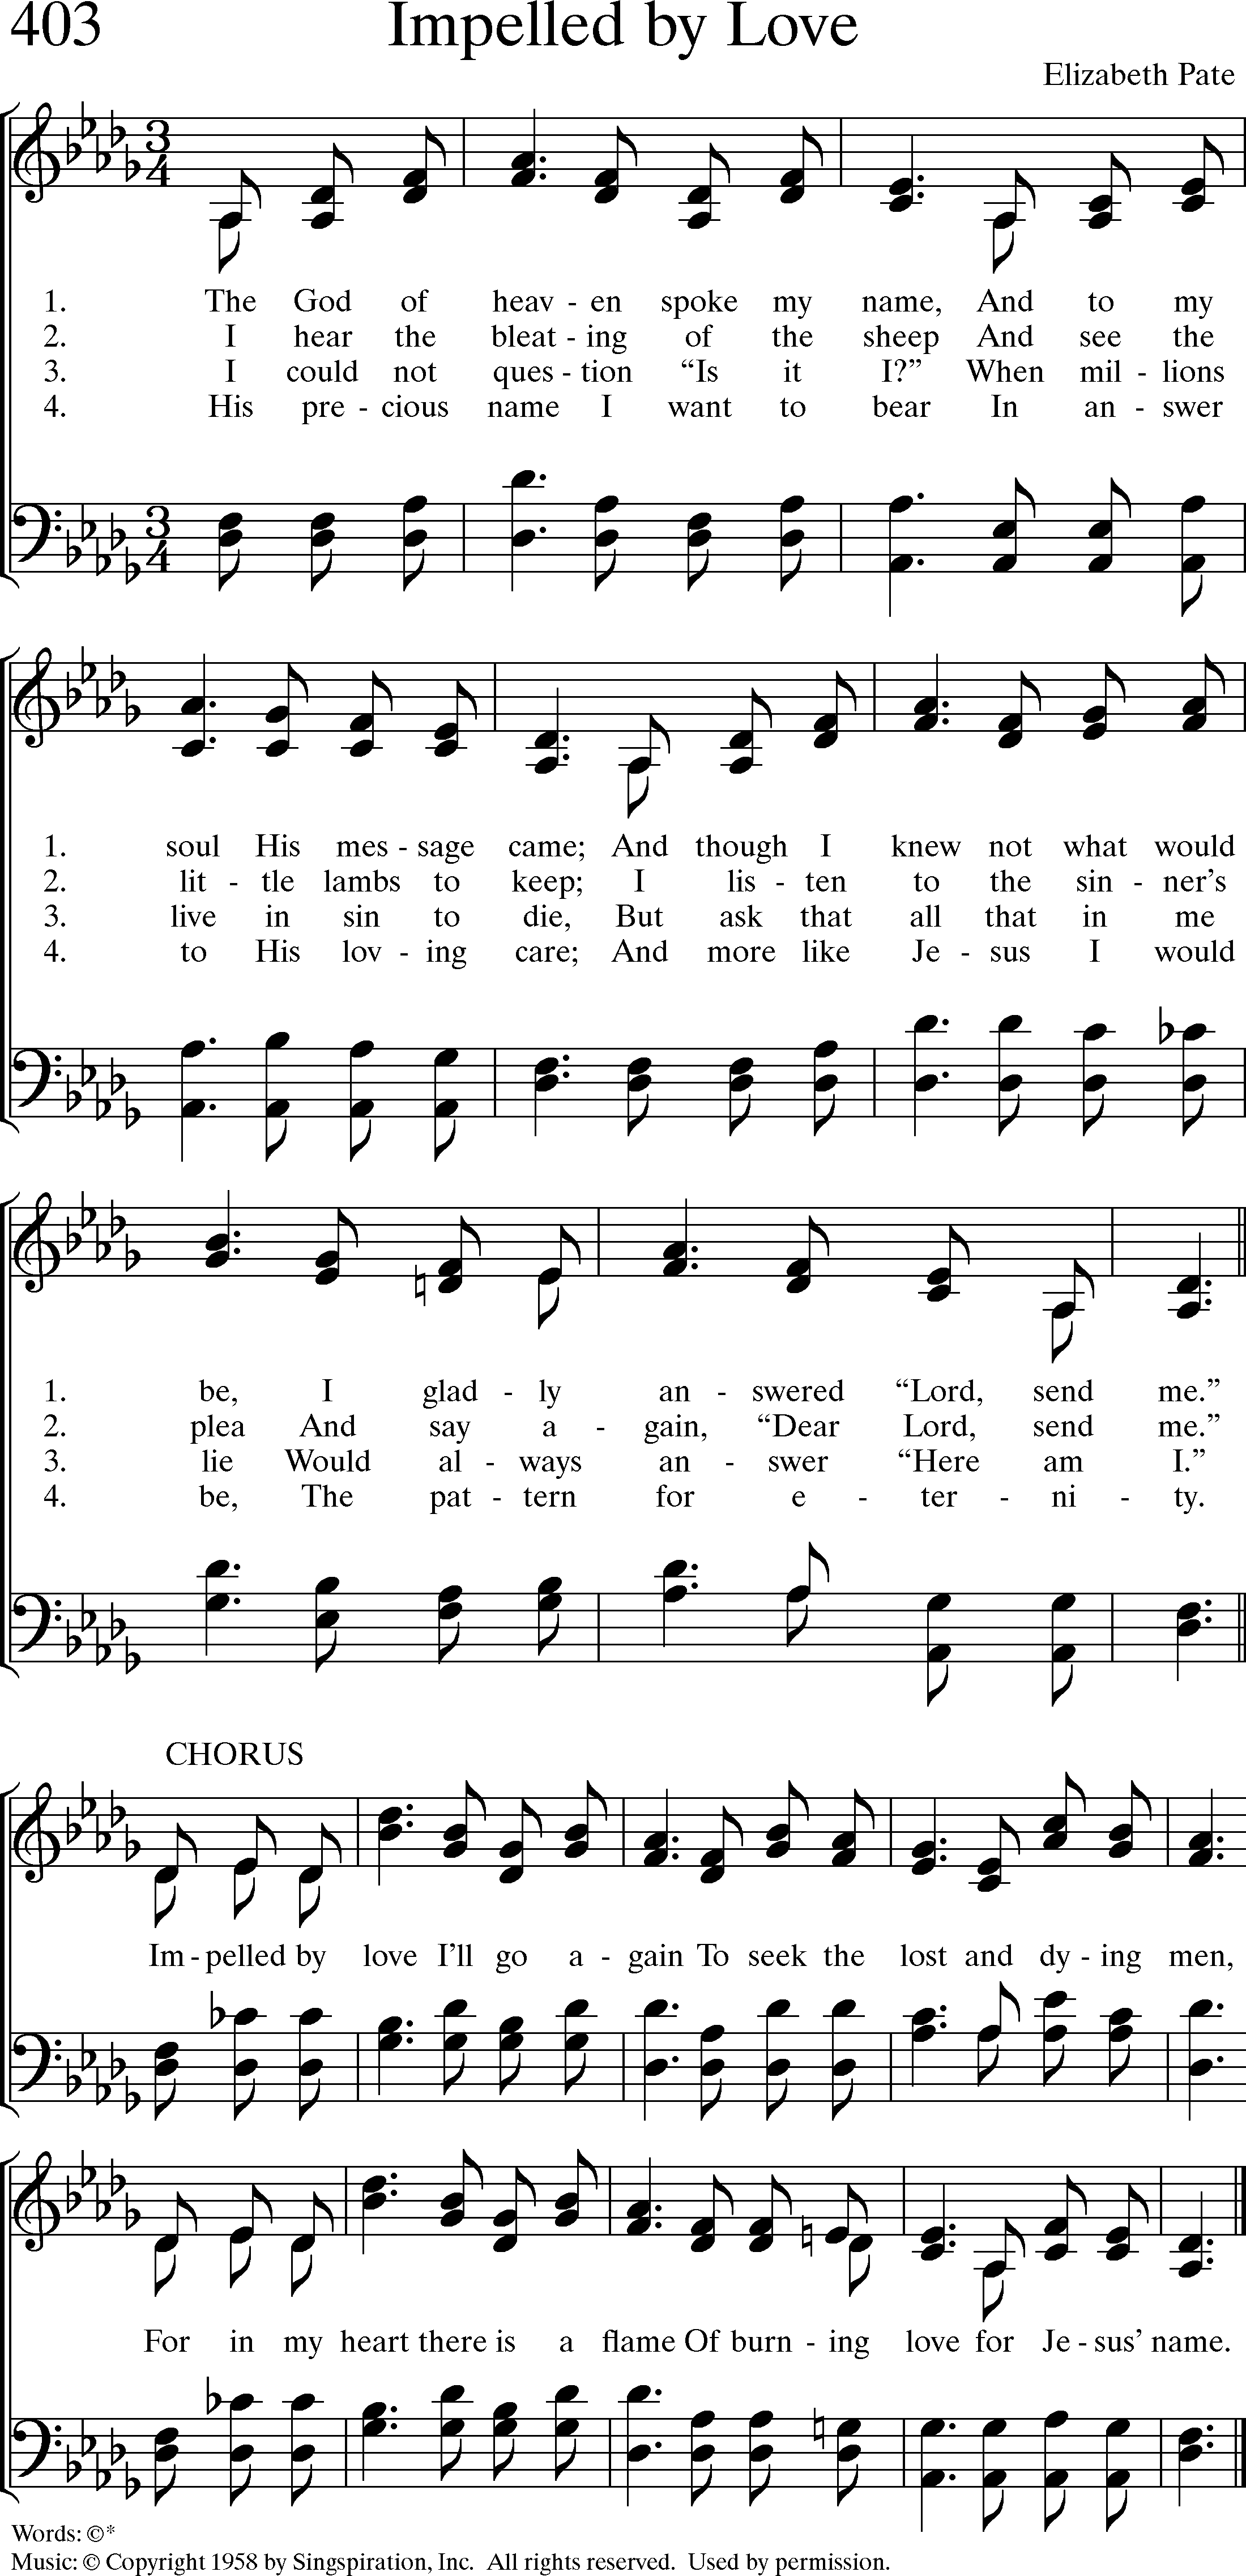 403 Impelled by Love
Elizabeth Pate
1. The God of heav - en spoke my name, And to my
2. I hear the bleat - ing of the sheep And see the
3. I could not ques - tion “Is it I?” When mil - lions
4. His pre - cious name I want to bear In an - swer
1. soul His mes - sage came; And though I knew not what would
2. lit - tle lambs to keep; I lis - ten to the sin - ner’s
3. live in sin to die, But ask that all that in me
4. to His lov - ing care; And more like Je - sus I would
1. be, I glad - ly an - swered “Lord, send me.”
2. plea And say a - gain, “Dear Lord, send me.”
3. lie Would al - ways an - swer “Here am I.”
4. be, The pat - tern for e - ter - ni - ty.
CHORUS
Im - pelled by love I’ll go a - gain To seek the lost and dy - ing men,
For in my heart there is a flame Of burn - ing love for Je - sus’ name.
Words: ©*
Music: © Copyright 1958 by Singspiration, Inc. All rights reserved. Used by permission.